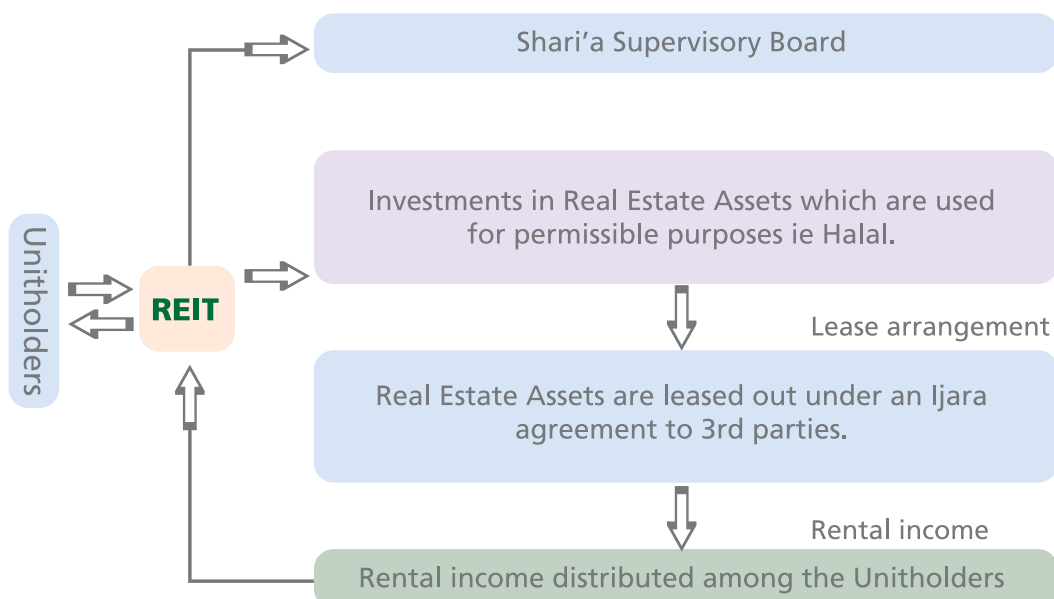 Shari’a Supervisory Board
Investments in Real Estate Assets which are used
for permissible purposes ie Halal.
Unitholders
REIT
Lease arrangement
Real Estate Assets are leased out under an Ijara
agreement to 3rd parties.
Rental income
Rental income distributed among the Unitholders